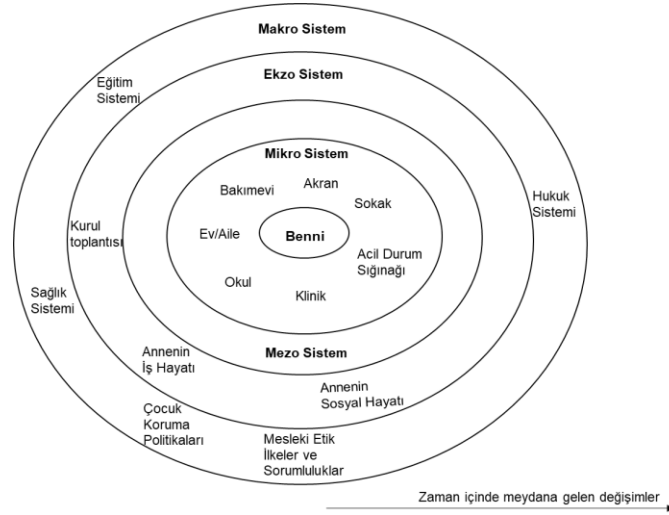 Makro Sistem
Ekzo Sistem
Eğitim
Sistemi
Mikro Sistem
Akran
Bakımevi
Sokak
Hukuk
Sistemi
Kurul
toplantısı
Ev/Aile
Benni
Acil Durum
Sığınağı
Okul
Klinik
Sağlık
Sistemi
Mezo Sistem
Annenin
İş Hayatı
Annenin
Sosyal Hayatı
Çocuk
Koruma
Politikaları
Mesleki Etik
İlkeler ve
Sorumluluklar
Zaman içinde meydana gelen değişimler